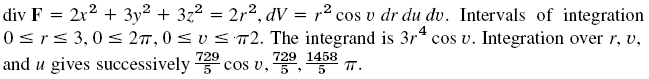 div F = 2x² + 3y² + 3z² = 2r², dV = r² cos v dr du dv. Intervals of integration
0 ≤ r ≤ 3, 0 ≤ 2π, 0 ≤ v ≤ π2. The integrand is 3r⁴ cos v. Integration over r, v,
and u gives successively 729/5 cos v, 729/5, 1458/5 π.